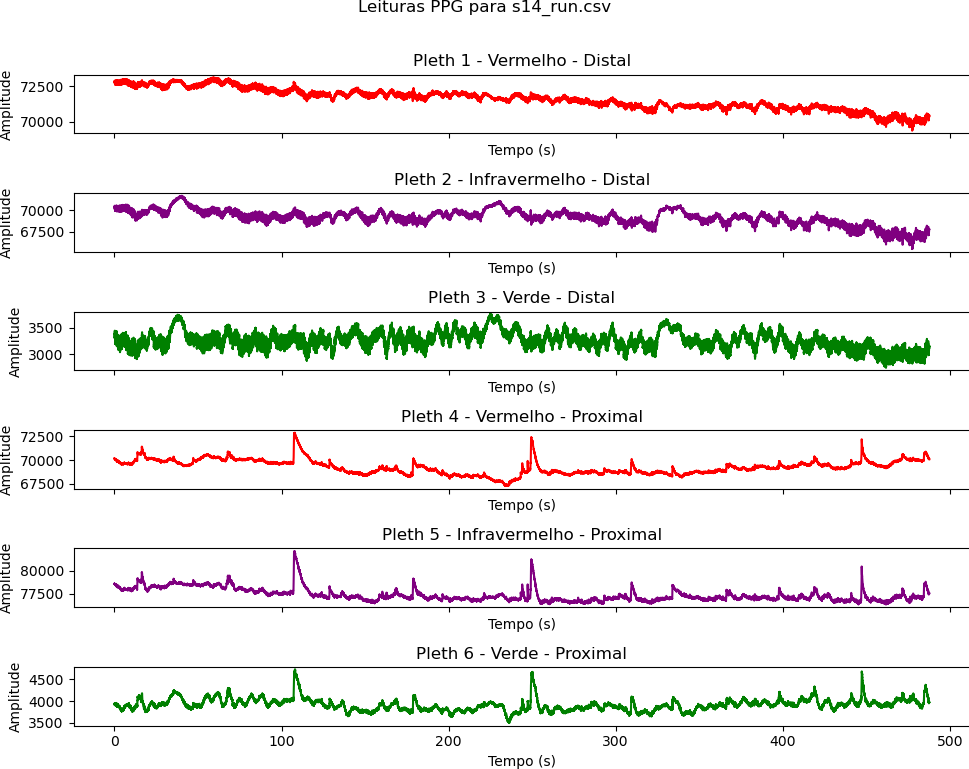 Leituras PPG para s14_run.csv
Pleth 1 - Vermelho - Distal
Amplitude
72500
70000
Tempo (s)
Pleth 2 - Infravermelho - Distal
Amplitude
70000
67500
Tempo (s)
Pleth 3 - Verde - Distal
Amplitude
3500
3000
Tempo (s)
Pleth 4 - Vermelho - Proximal
Amplitude
72500
70000
67500
Tempo (s)
Pleth 5 - Infravermelho - Proximal
Amplitude
80000
77500
Tempo (s)
Pleth 6 - Verde - Proximal
Amplitude
4500
4000
3500
0 100 200 300 400 500
Tempo (s)